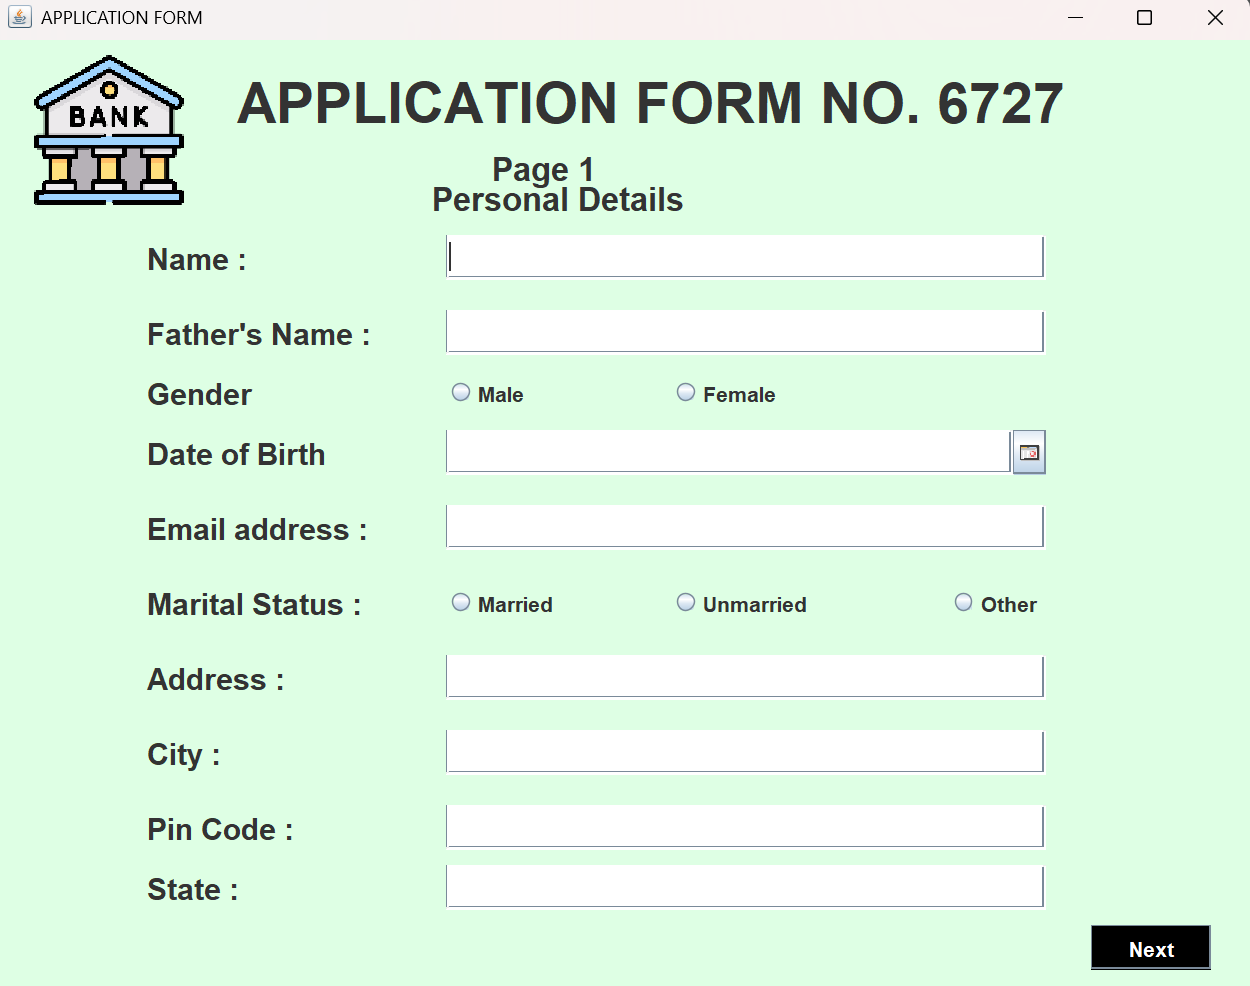 APPLICATION FORM
BANK
APPLICATION FORM NO. 6727
Page 1
Personal Details
Name :
Father's Name :
Gender Male Female
Date of Birth
Email address :
Marital Status : Married Unmarried Other
Address :
City :
Pin Code :
State :
Next